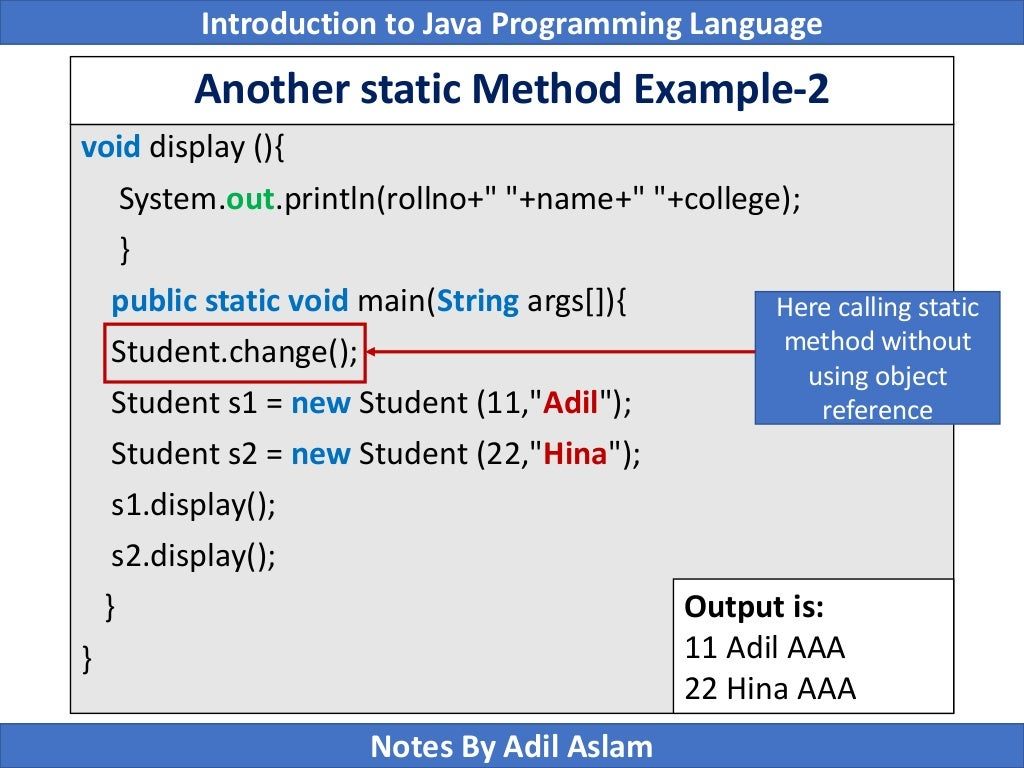 Introduction to Java Programming Language
Another static Method Example-2
void display (){
System.out.println(rollno+" "+name+" "+college);
}
public static void main(String args[]){
Student.change();
Student s1 = new Student (11,"Adil");
Student s2 = new Student (22,"Hina");
s1.display();
s2.display();
}
}
Here calling static
method without
using object
reference
Output is:
11 Adil AAA
22 Hina AAA
Notes By Adil Aslam